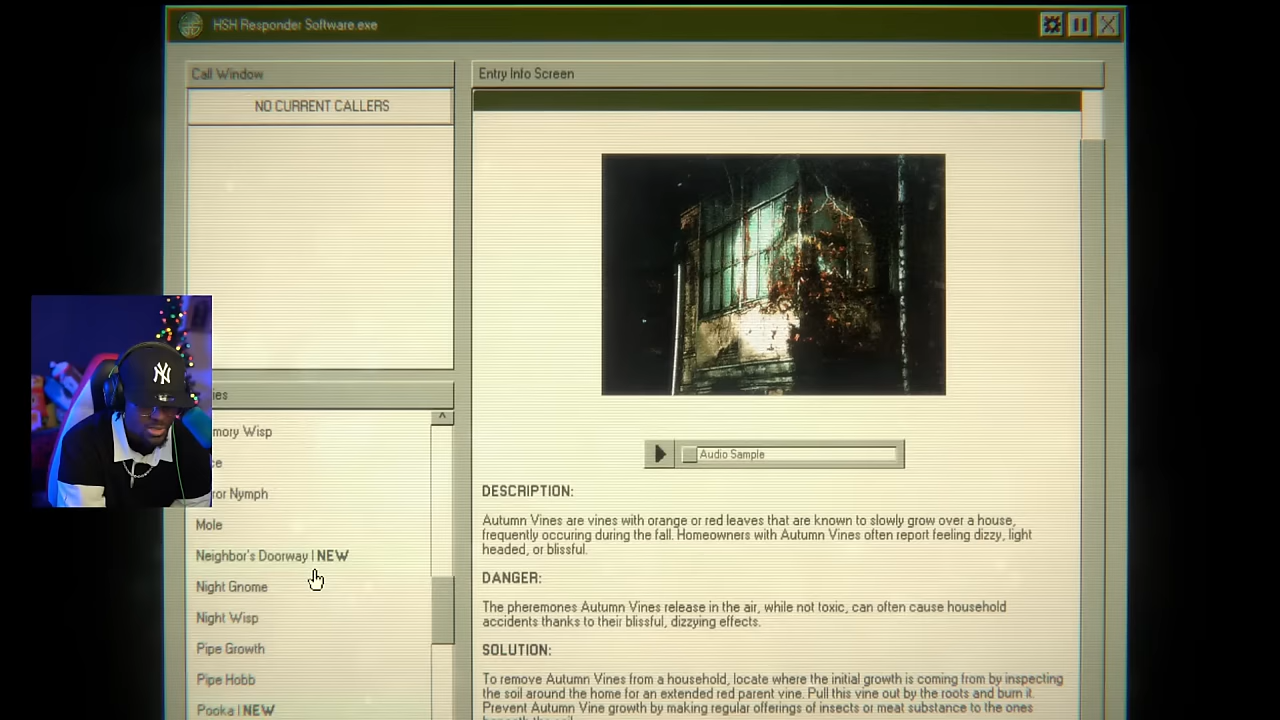 HSH Responder Software.exe
Call Window
NO CURRENT CALLERS
Entry Info Screen
Audio Sample
DESCRIPTION:
Autumn Vines are vines with orange or red leaves that are known to slowly grow over a house,
frequently occuring during the fall. Homeowners with Autumn Vines often report feeling dizzy, light
headed, or blissful.
DANGER:
The pheremones Autumn Vines release in the air, while not toxic, can often cause household
accidents thanks to their blissful, dizzying effects.
SOLUTION:
To remove Autumn Vines from a household, locate where the initial growth is coming from by inspecting
the soil around the home for an extended red parent vine. Pull this vine out by the roots and burn it.
Prevent Autumn Vine growth by making regular offerings of insects or meat substance to the ones
Wisp
Nymph
Mole
Neighbor's Doorway | NEW
Night Gnome
Night Wisp
Pipe Growth
Pipe Hobb
Pooka | NEW
NY